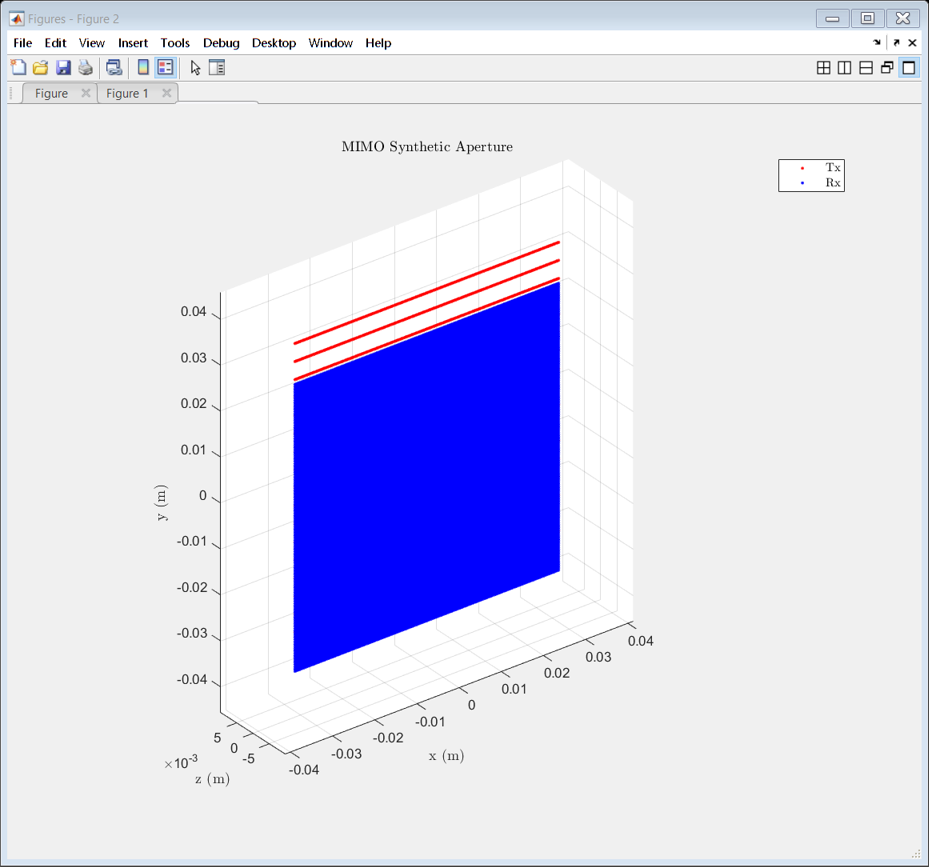 Figures - Figure 2
File Edit View Insert Tools Debug Desktop Window Help
Figure Figure 1
MIMO Synthetic Aperture
Tx
Rx
0.04
0.03
0.02
0.01
0
-0.01
-0.02
-0.03
-0.04
y (m)
5
0
-5
×10-3
z (m)
-0.04
-0.03
-0.02
-0.01
0
0.01
0.02
0.03
0.04
x (m)